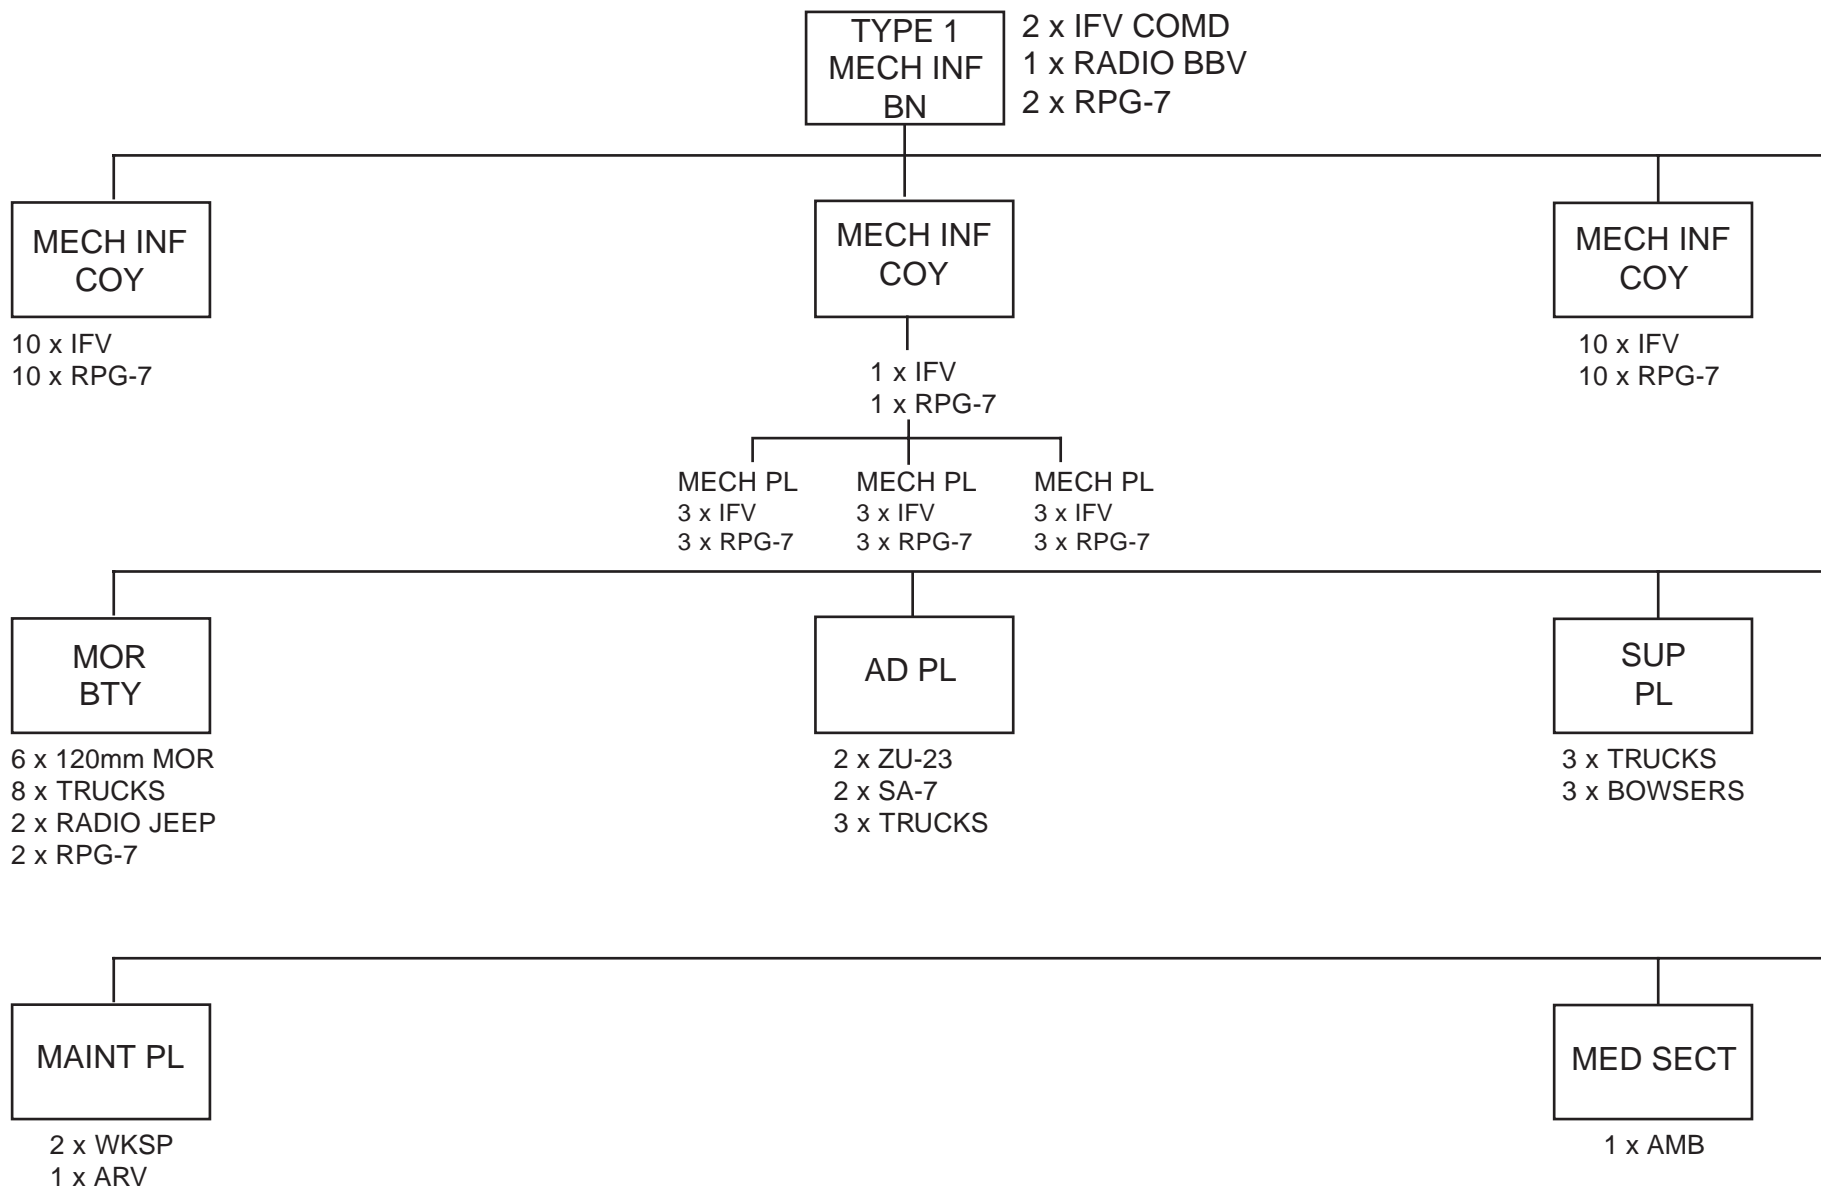 TYPE 1
MECH INF
BN
2 x IFV COMD
1 x RADIO BBV
2 x RPG-7
MECH INF
COY
10 x IFV
10 x RPG-7
MECH INF
COY
1 x IFV
1 x RPG-7
MECH PL
3 x IFV
3 x RPG-7
MECH PL
3 x IFV
3 x RPG-7
MECH PL
3 x IFV
3 x RPG-7
MECH INF
COY
10 x IFV
10 x RPG-7
MOR
BTY
6 x 120mm MOR
8 x TRUCKS
2 x RADIO JEEP
2 x RPG-7
AD PL
2 x ZU-23
2 x SA-7
3 x TRUCKS
SUP
PL
3 x TRUCKS
3 x BOWSERS
MAINT PL
2 x WKSP
1 x ARV
MED SECT
1 x AMB